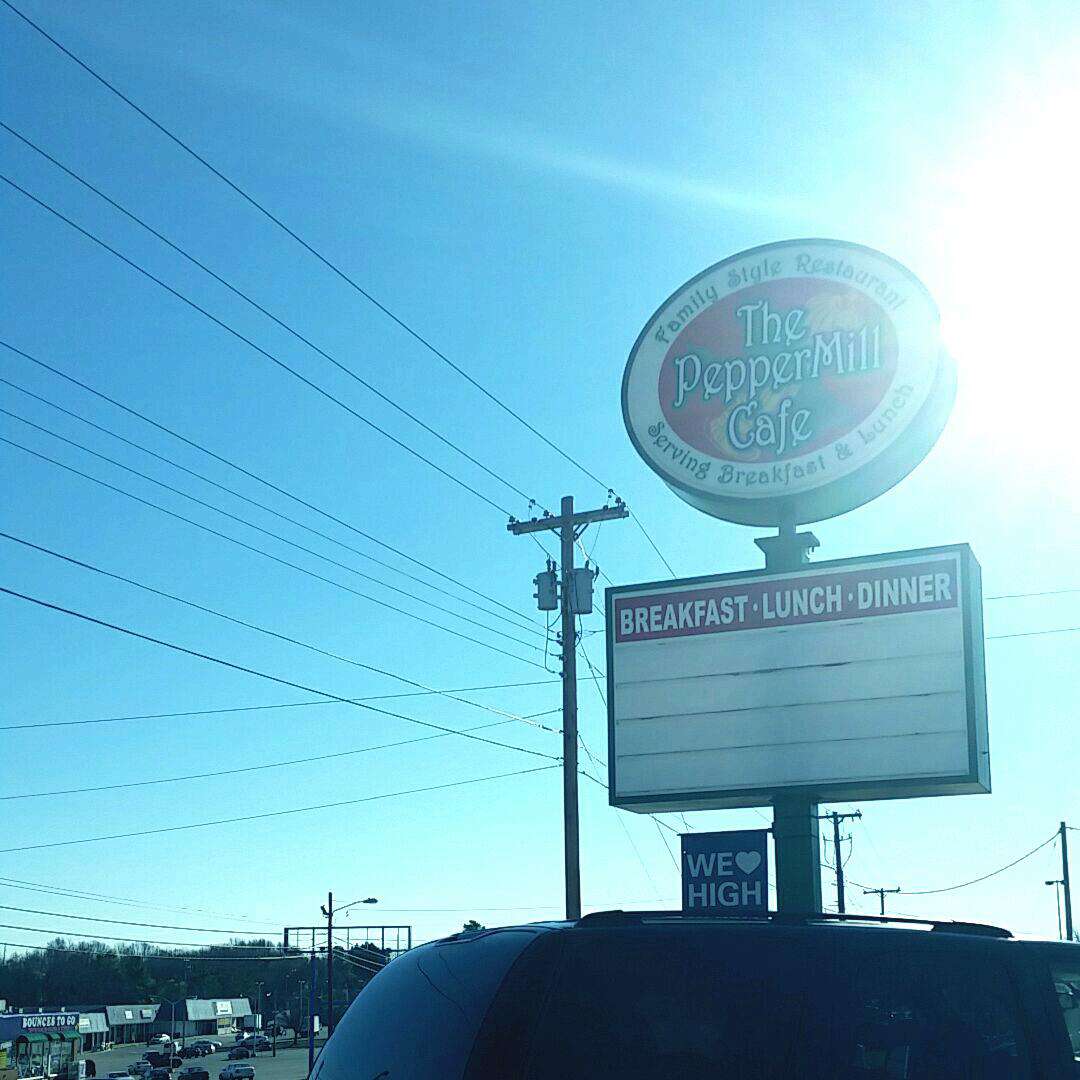 Family Style Restaurant
The
PepperMill
Cafe
Serving Breakfast & Lunch
BREAKFAST · LUNCH · DINNER
WE ♥
HIGH
BOUNCES TO GO